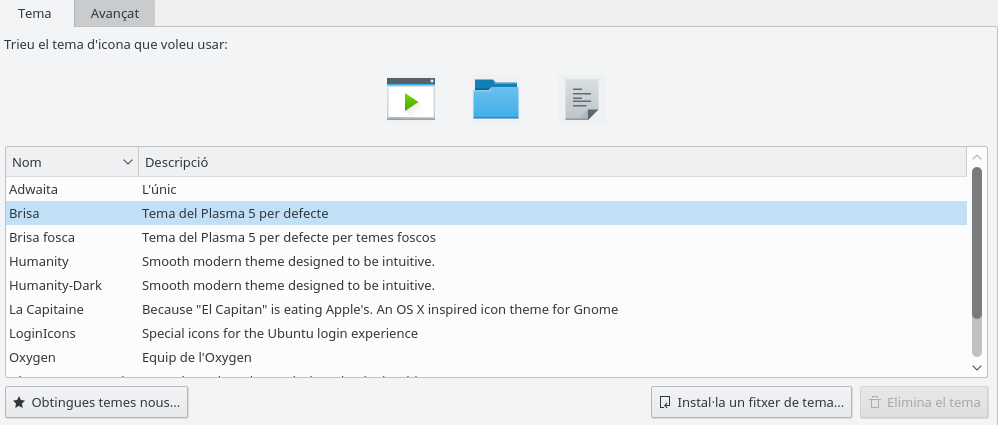 Tema Avançat
Trieu el tema d'icona que voleu usar:
Nom Descripció
Adwaita L'únic
Brisa Tema del Plasma 5 per defecte
Brisa fosca Tema del Plasma 5 per defecte per temes foscos
Humanity Smooth modern theme designed to be intuitive.
Humanity-Dark Smooth modern theme designed to be intuitive.
La Capitaine Because "El Capitan" is eating Apple's. An OS X inspired icon theme for Gnome
LoginIcons Special icons for the Ubuntu login experience
Oxygen Equip de l'Oxygen
Obtingues temes nous... Instal·la un fitxer de tema... Elimina el tema